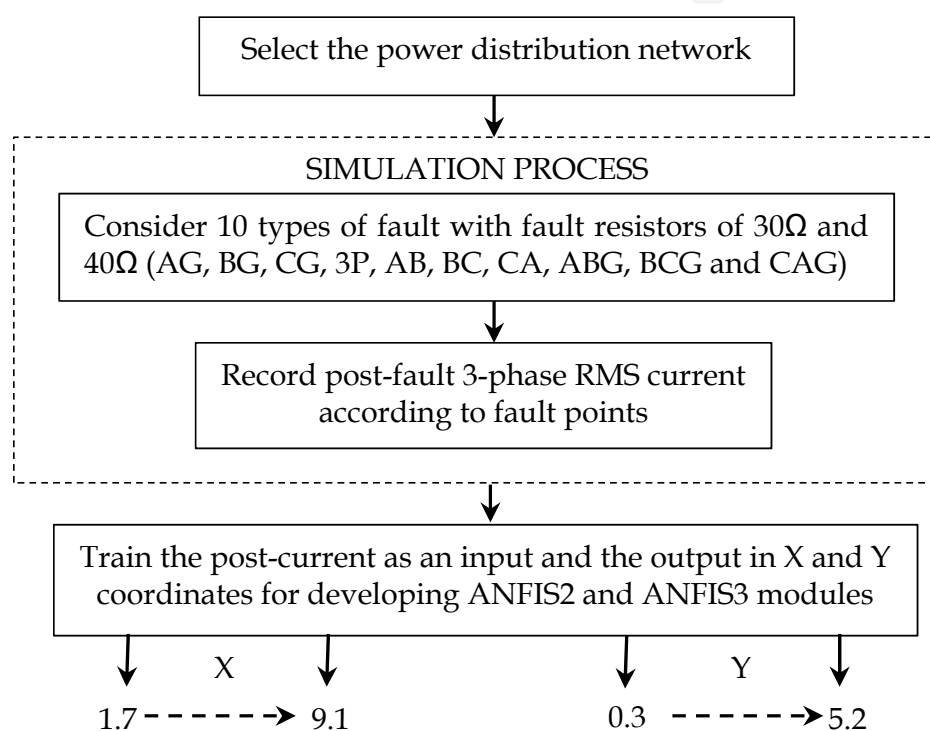 Select the power distribution network
SIMULATION PROCESS
Consider 10 types of fault with fault resistors of 30Ω and
40Ω (AG, BG, CG, 3P, AB, BC, CA, ABG, BCG and CAG)
Record post-fault 3-phase RMS current
according to fault points
Train the post-current as an input and the output in X and Y
coordinates for developing ANFIS2 and ANFIS3 modules
X
Y
1.7
9.1
0.3
5.2